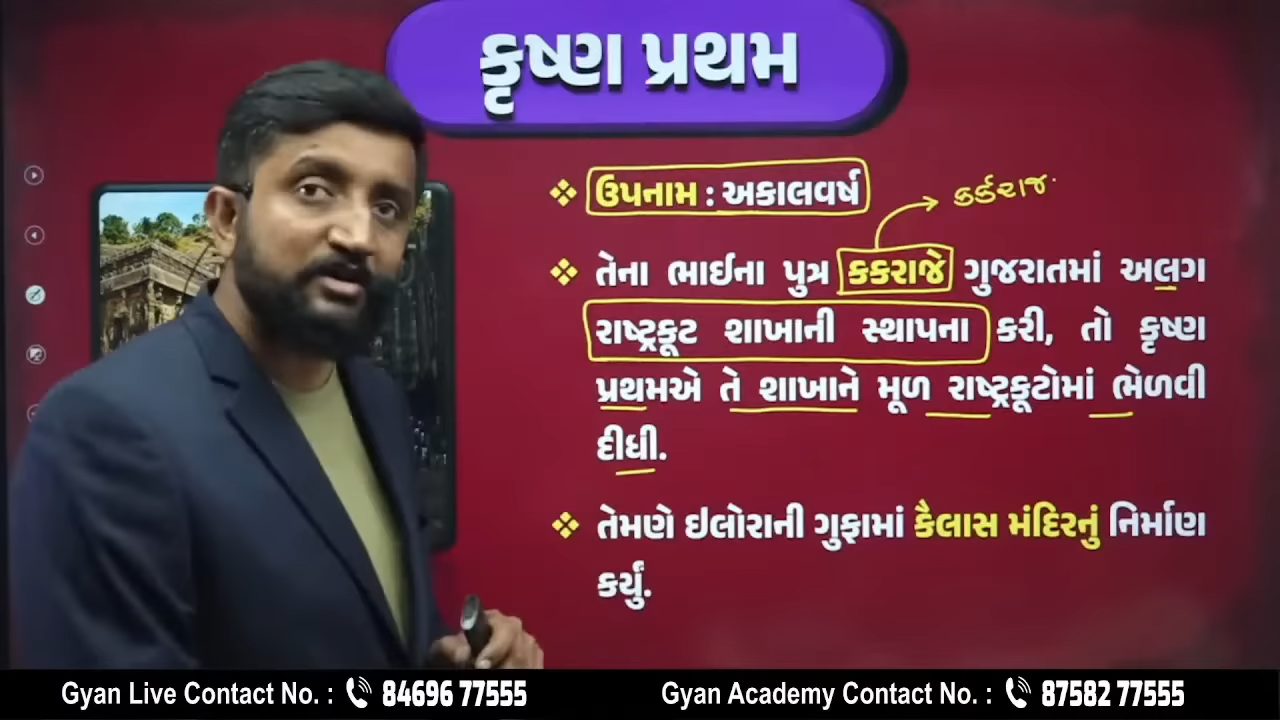 કૃષ્ણ પ્રથમ
❖ ઉપનામ : અકાલવર્ષ
કર્કરાજ
❖ તેના ભાઈના પુત્ર કકરાજે ગુજરાતમાં અલગ
રાષ્ટ્રકૂટ શાખાની સ્થાપના કરી, તો કૃષ્ણ
પ્રથમએ તે શાખાને મૂળ રાષ્ટ્રકૂટોમાં ભેળવી
દીધી.
❖ તેમણે ઇલોરાની ગુફામાં કૈલાસ મંદિરનું નિર્માણ
કર્યું.
Gyan Live Contact No. : 84696 77555
Gyan Academy Contact No. : 87582 77555